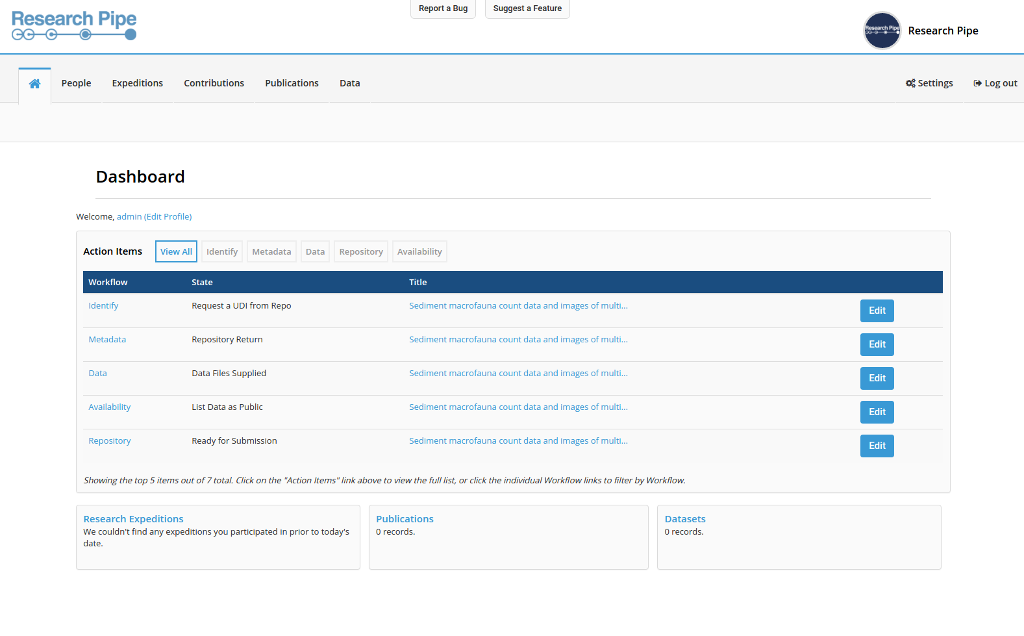 Report a Bug
Suggest a Feature
Research Pipe
Research Pipe
Research Pipe
People
Expeditions
Contributions
Publications
Data
Settings
Log out
Dashboard
Welcome, admin (Edit Profile)
Action Items
View All
Identify
Metadata
Data
Repository
Availability
Workflow State Title
Identify Request a UDI from Repo Sediment macrofauna count data and images of multi... Edit
Metadata Repository Return Sediment macrofauna count data and images of multi... Edit
Data Data Files Supplied Sediment macrofauna count data and images of multi... Edit
Availability List Data as Public Sediment macrofauna count data and images of multi... Edit
Repository Ready for Submission Sediment macrofauna count data and images of multi... Edit
Showing the top 5 items out of 7 total. Click on the "Action Items" link above to view the full list, or click the individual Workflow links to filter by Workflow.
Research Expeditions
We couldn't find any expeditions you participated in prior to today's
date.
Publications
0 records.
Datasets
0 records.